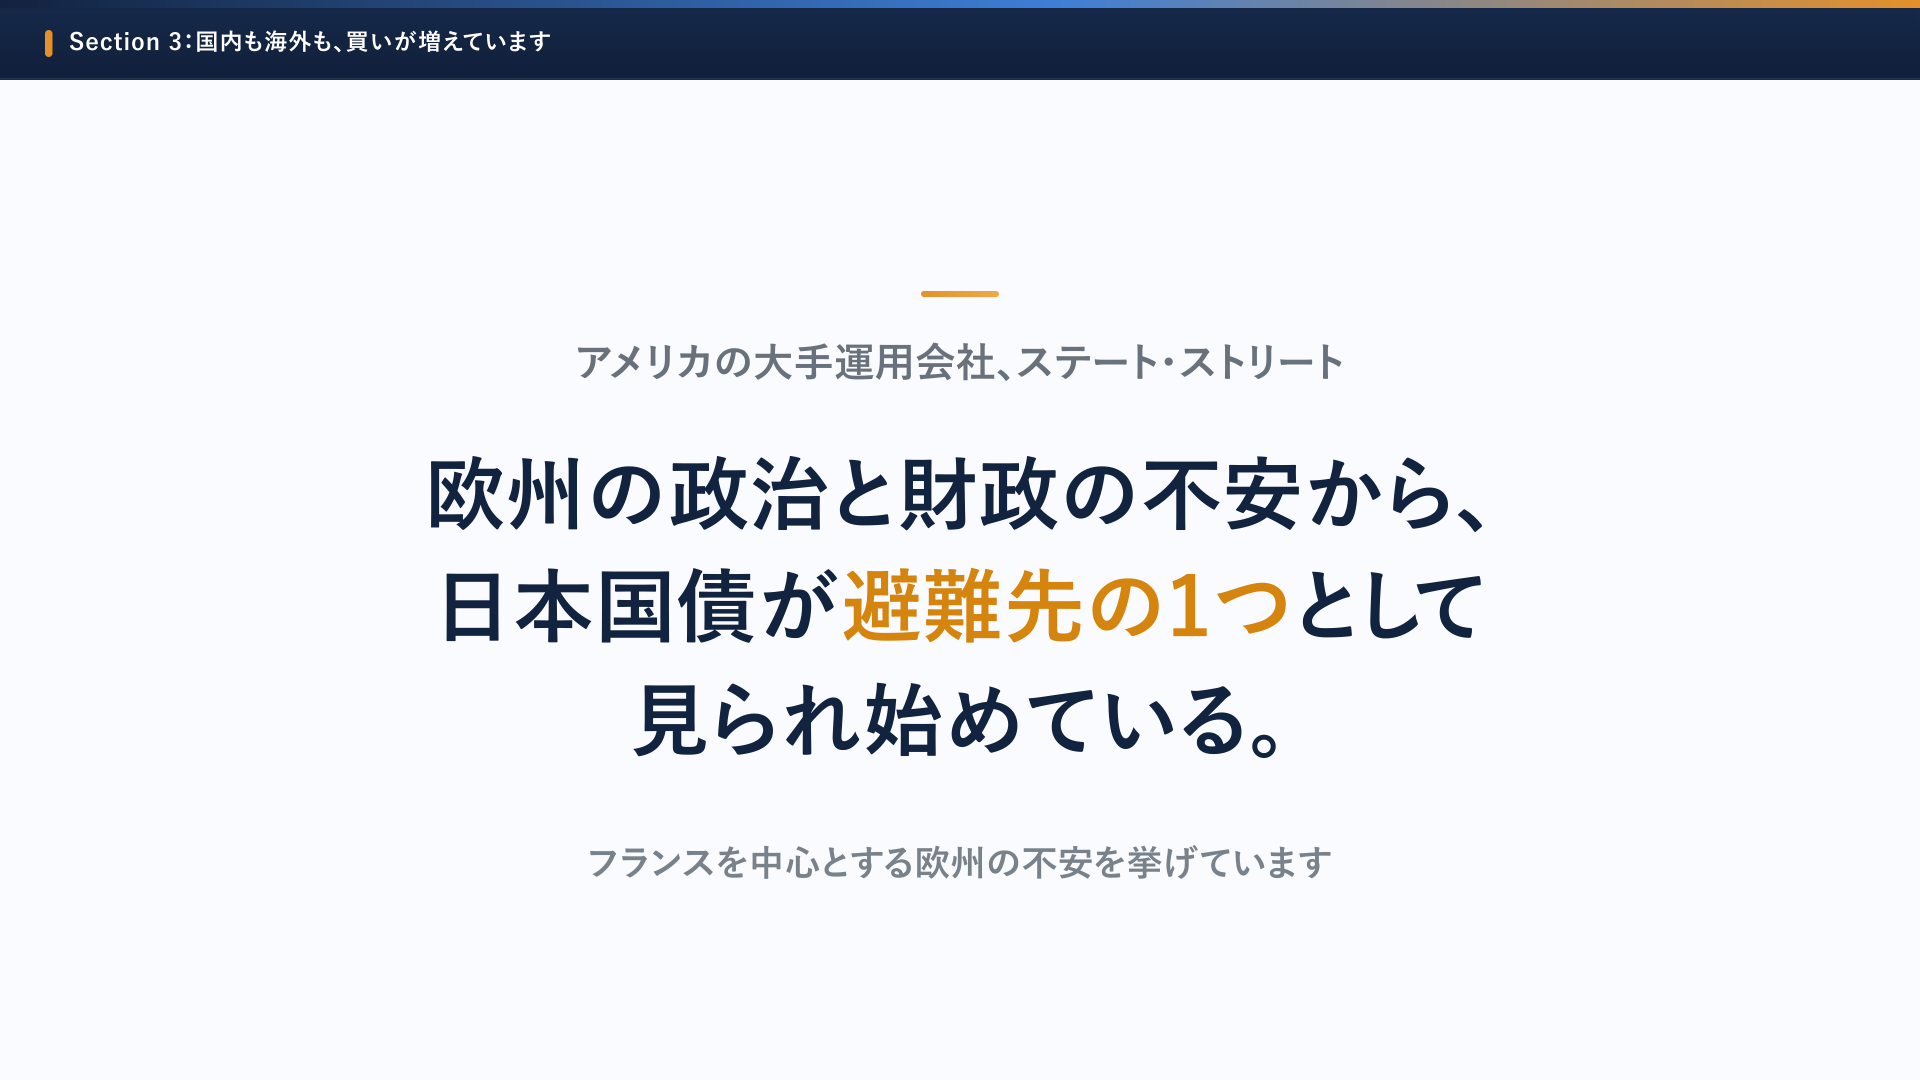 Section 3：国内も海外も、買いが増えています
アメリカの大手運用会社、ステート・ストリート
欧州の政治と財政の不安から、
日本国債が避難先の1つとして
見られ始めている。
フランスを中心とする欧州の不安を挙げています